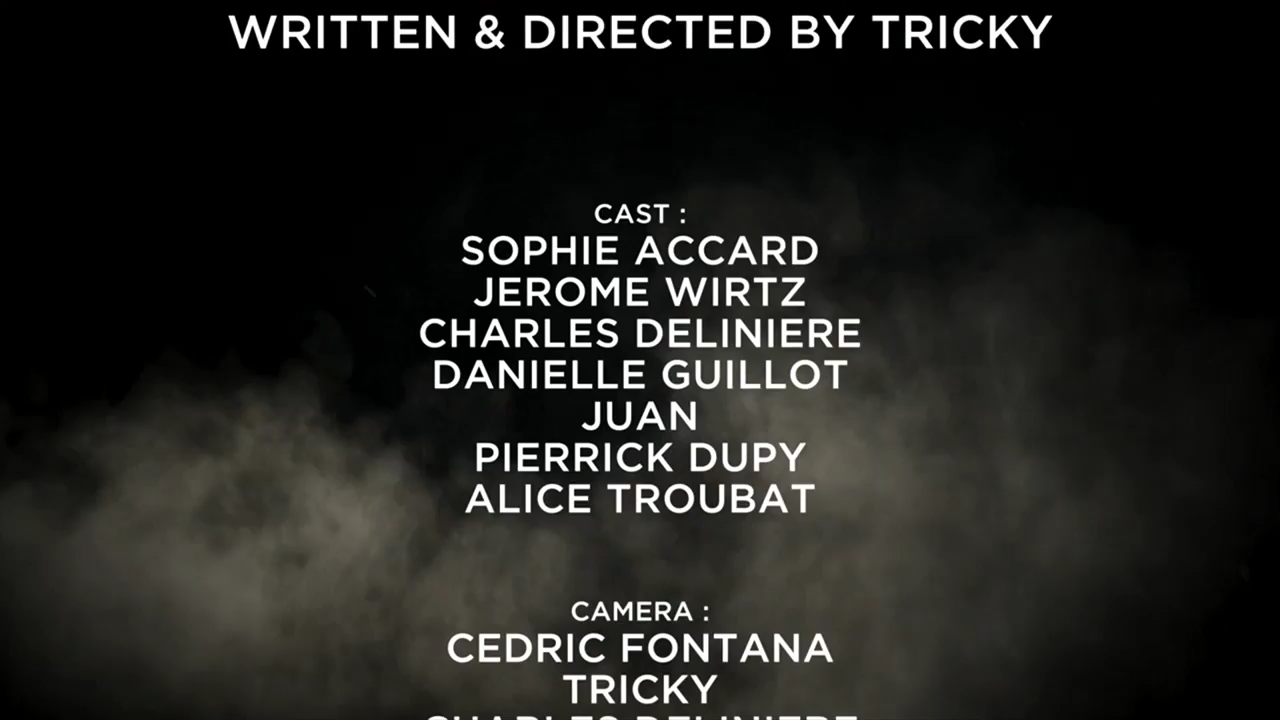 WRITTEN & DIRECTED BY TRICKY
CAST :
SOPHIE ACCARD
JEROME WIRTZ
CHARLES DELINIERE
DANIELLE GUILLOT
JUAN
PIERRICK DUPY
ALICE TROUBAT
CAMERA :
CEDRIC FONTANA
TRICKY